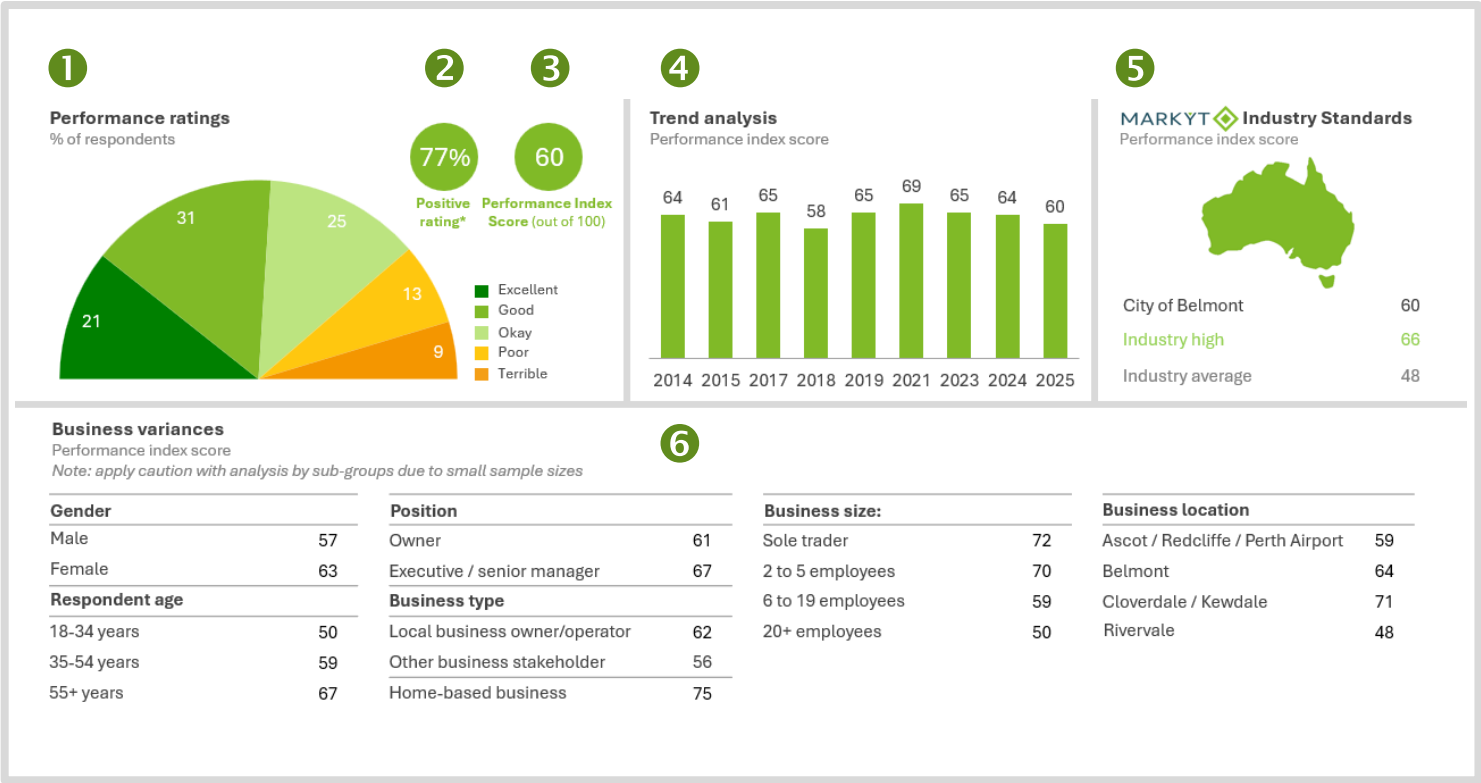 1
2
3
4
5
Performance ratings
% of respondents
21
31
25
13
9
77%
Positive
rating*
60
Performance Index
Score (out of 100)
Excellent
Good
Okay
Poor
Terrible
Trend analysis
Performance index score
64 61 65 58 65 69 65 64 60
2014 2015 2017 2018 2019 2021 2023 2024 2025
MARKYT Industry Standards
Performance index score
City of Belmont 60
Industry high 66
Industry average 48
Business variances
Performance index score
Note: apply caution with analysis by sub-groups due to small sample sizes
6
Gender
Male 57
Female 63
Respondent age
18-34 years 50
35-54 years 59
55+ years 67
Position
Owner 61
Executive / senior manager 67
Business type
Local business owner/operator 62
Other business stakeholder 56
Home-based business 75
Business size:
Sole trader 72
2 to 5 employees 70
6 to 19 employees 59
20+ employees 50
Business location
Ascot / Redcliffe / Perth Airport 59
Belmont 64
Cloverdale / Kewdale 71
Rivervale 48